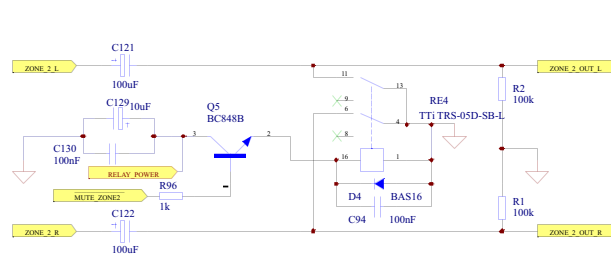 C121
ZONE_2_L
100uF
11
13
ZONE_2_OUT_L
C129
10uF
Q5
BC848B
9
6
RE4
TTi TRS-05D-SB-L
R2
100k
3
2
4
8
C130
100nF
RELAY_POWER
16
1
MUTE_ZONE2
R96
1k
D4
BAS16
C94
100nF
R1
100k
C122
ZONE_2_R
100uF
ZONE_2_OUT_R